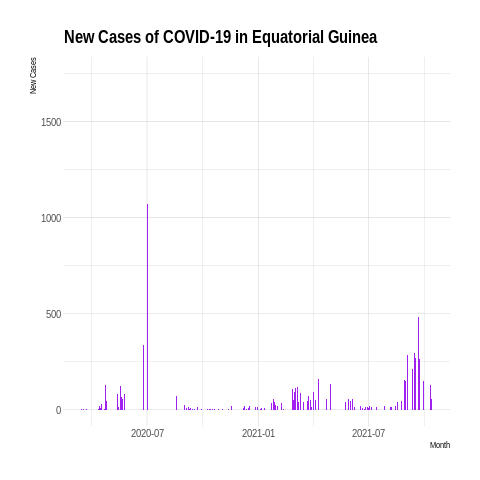 New Cases of COVID-19 in Equatorial Guinea
New Cases
1500
1000
500
0
2020-07
2021-01
2021-07
Month